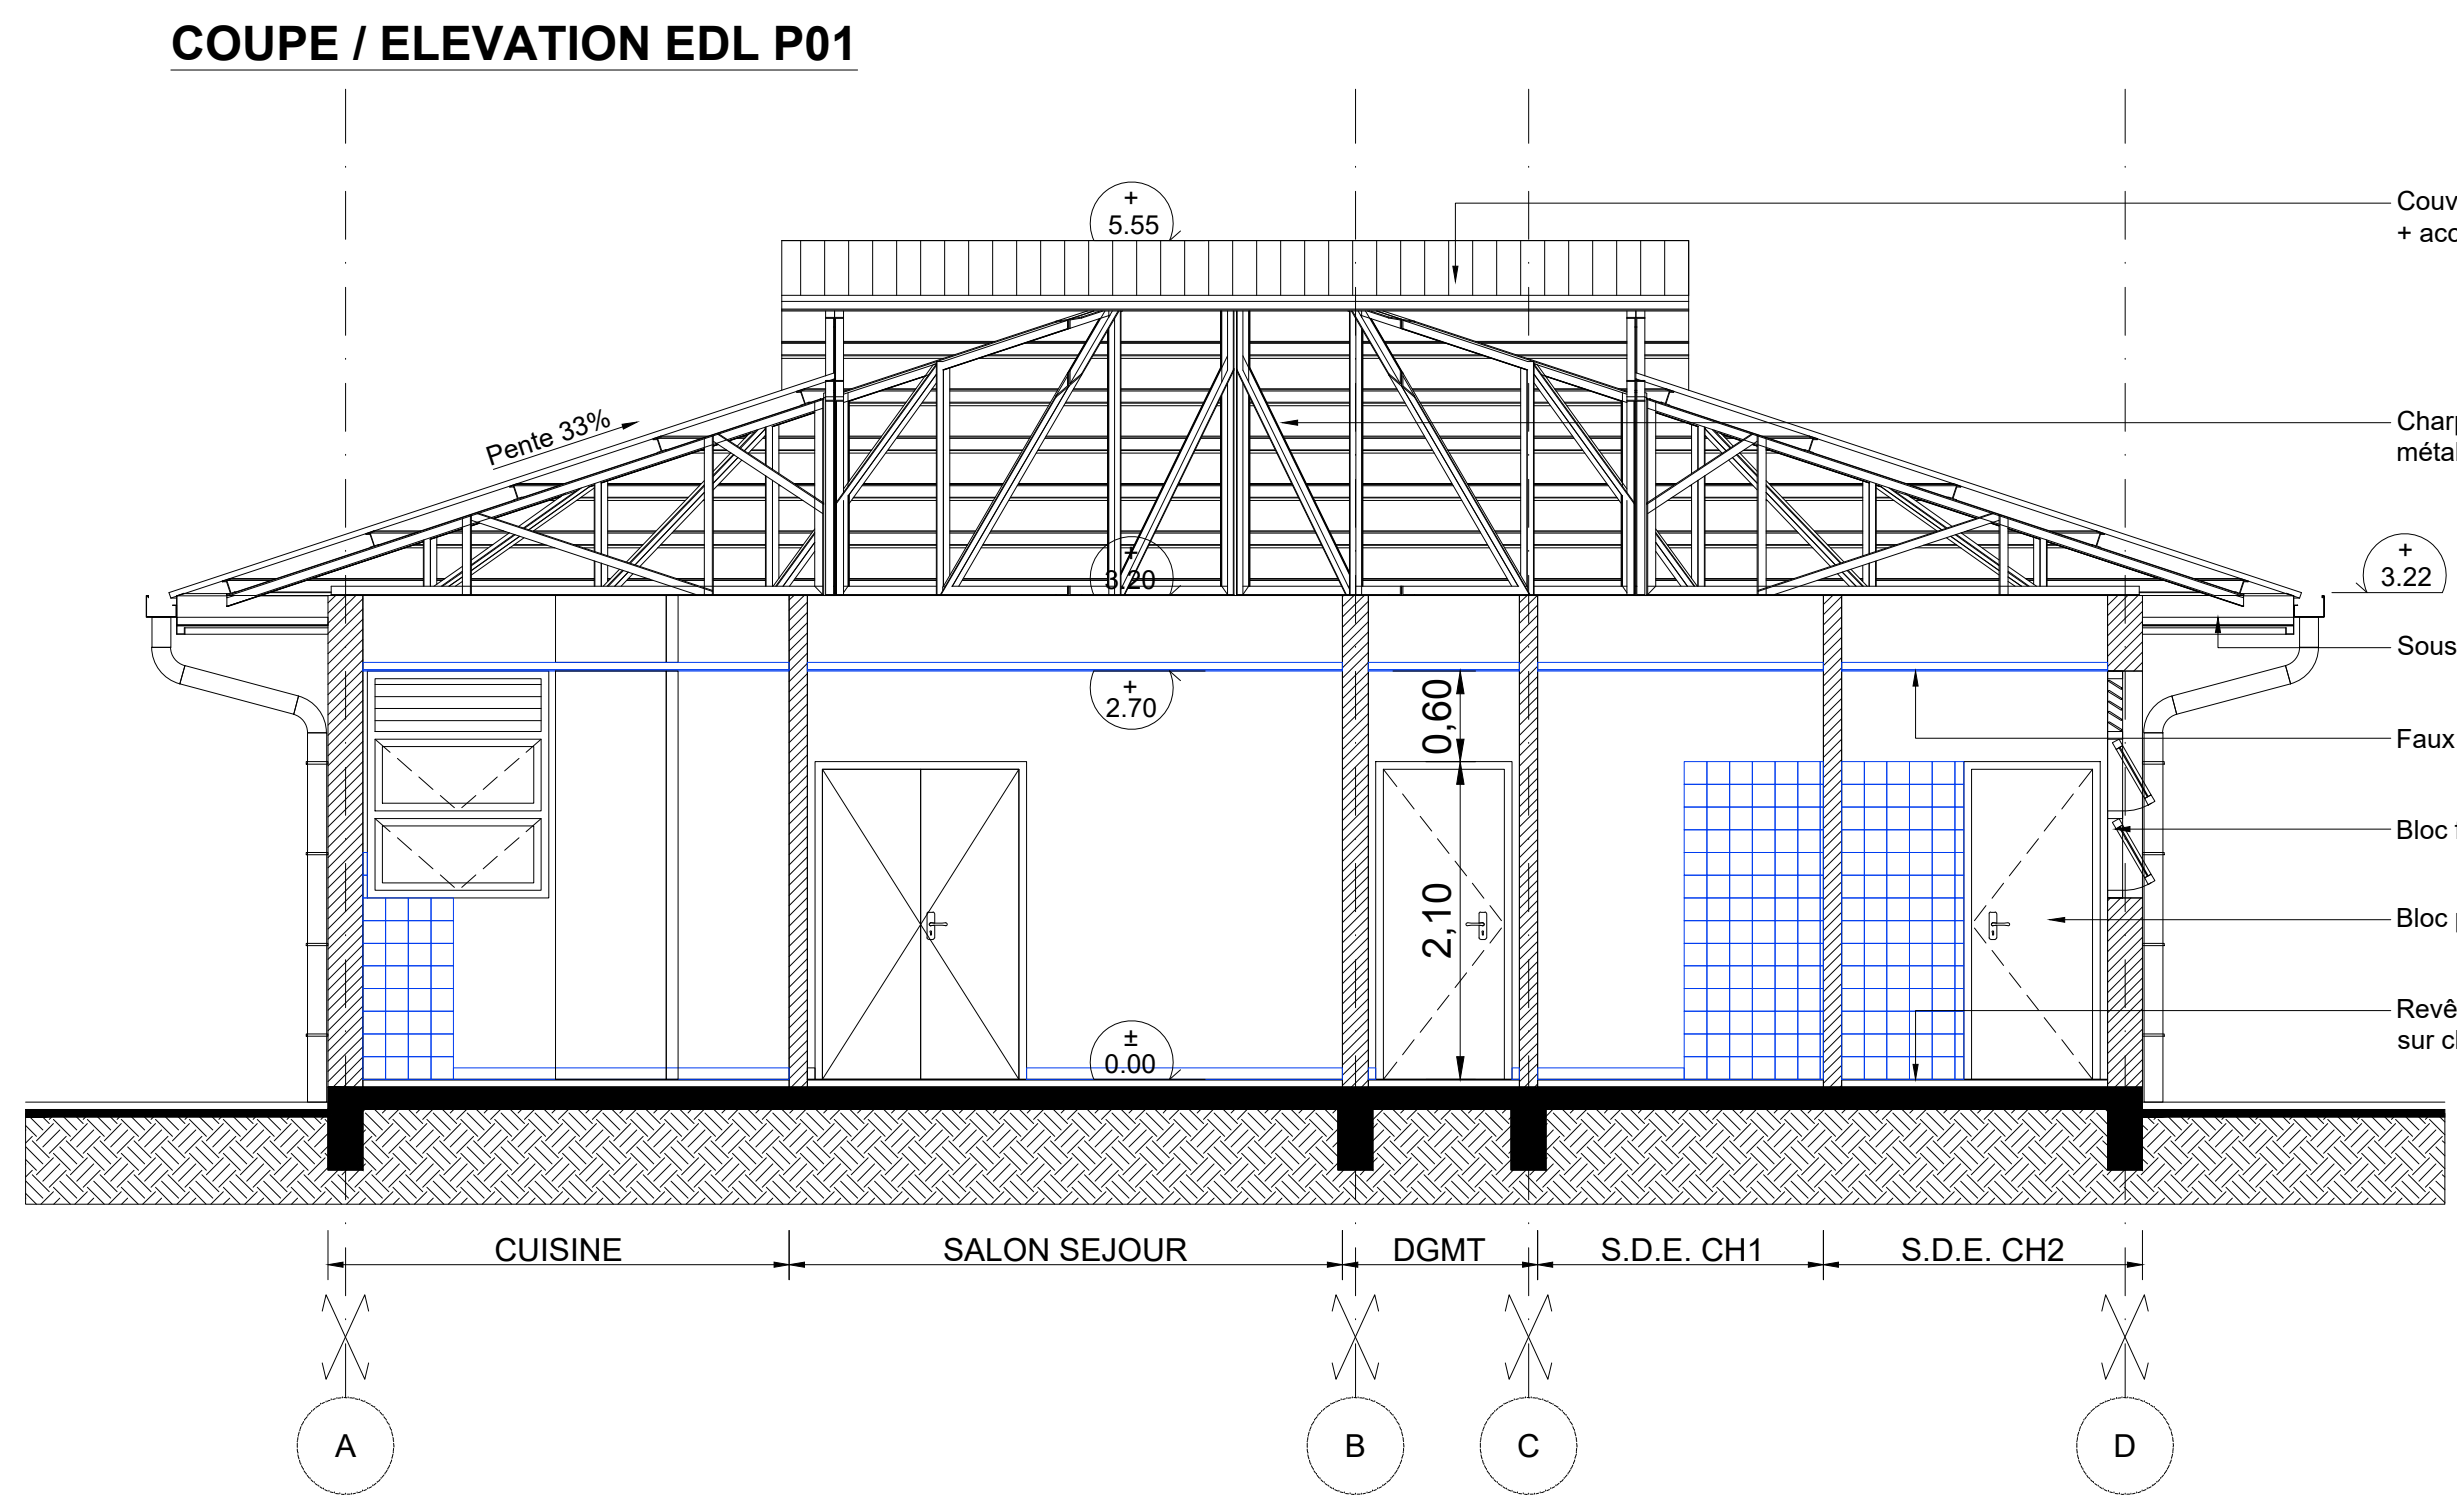 COUPE / ELEVATION EDL P01
+
5.55
Couv
+ acc
Pente 33%
Charp
métal
+
3.20
+
3.22
Sous
+
2.70
0,60
Faux
Bloc f
2,10
Bloc p
Revê
sur cl
±
0.00
CUISINE
SALON SEJOUR
DGMT
S.D.E. CH1
S.D.E. CH2
A
B
C
D